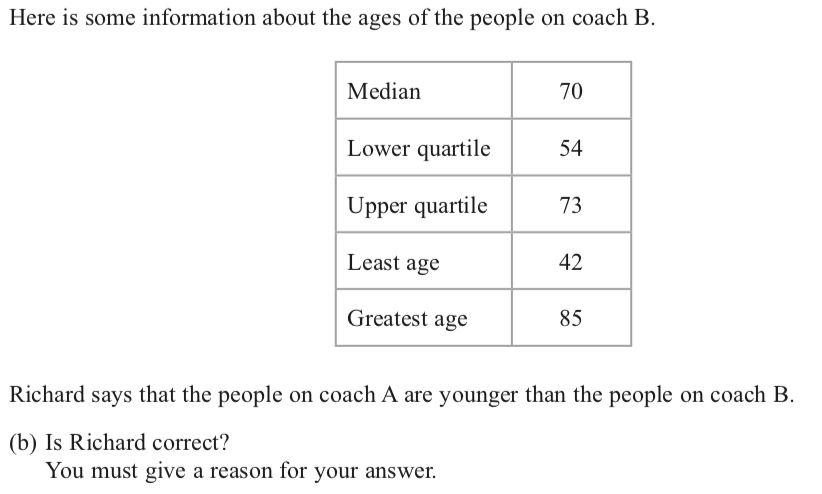 Here is some information about the ages of the people on coach B.
Median 70
Lower quartile 54
Upper quartile 73
Least age 42
Greatest age 85
Richard says that the people on coach A are younger than the people on coach B.
(b) Is Richard correct?
You must give a reason for your answer.